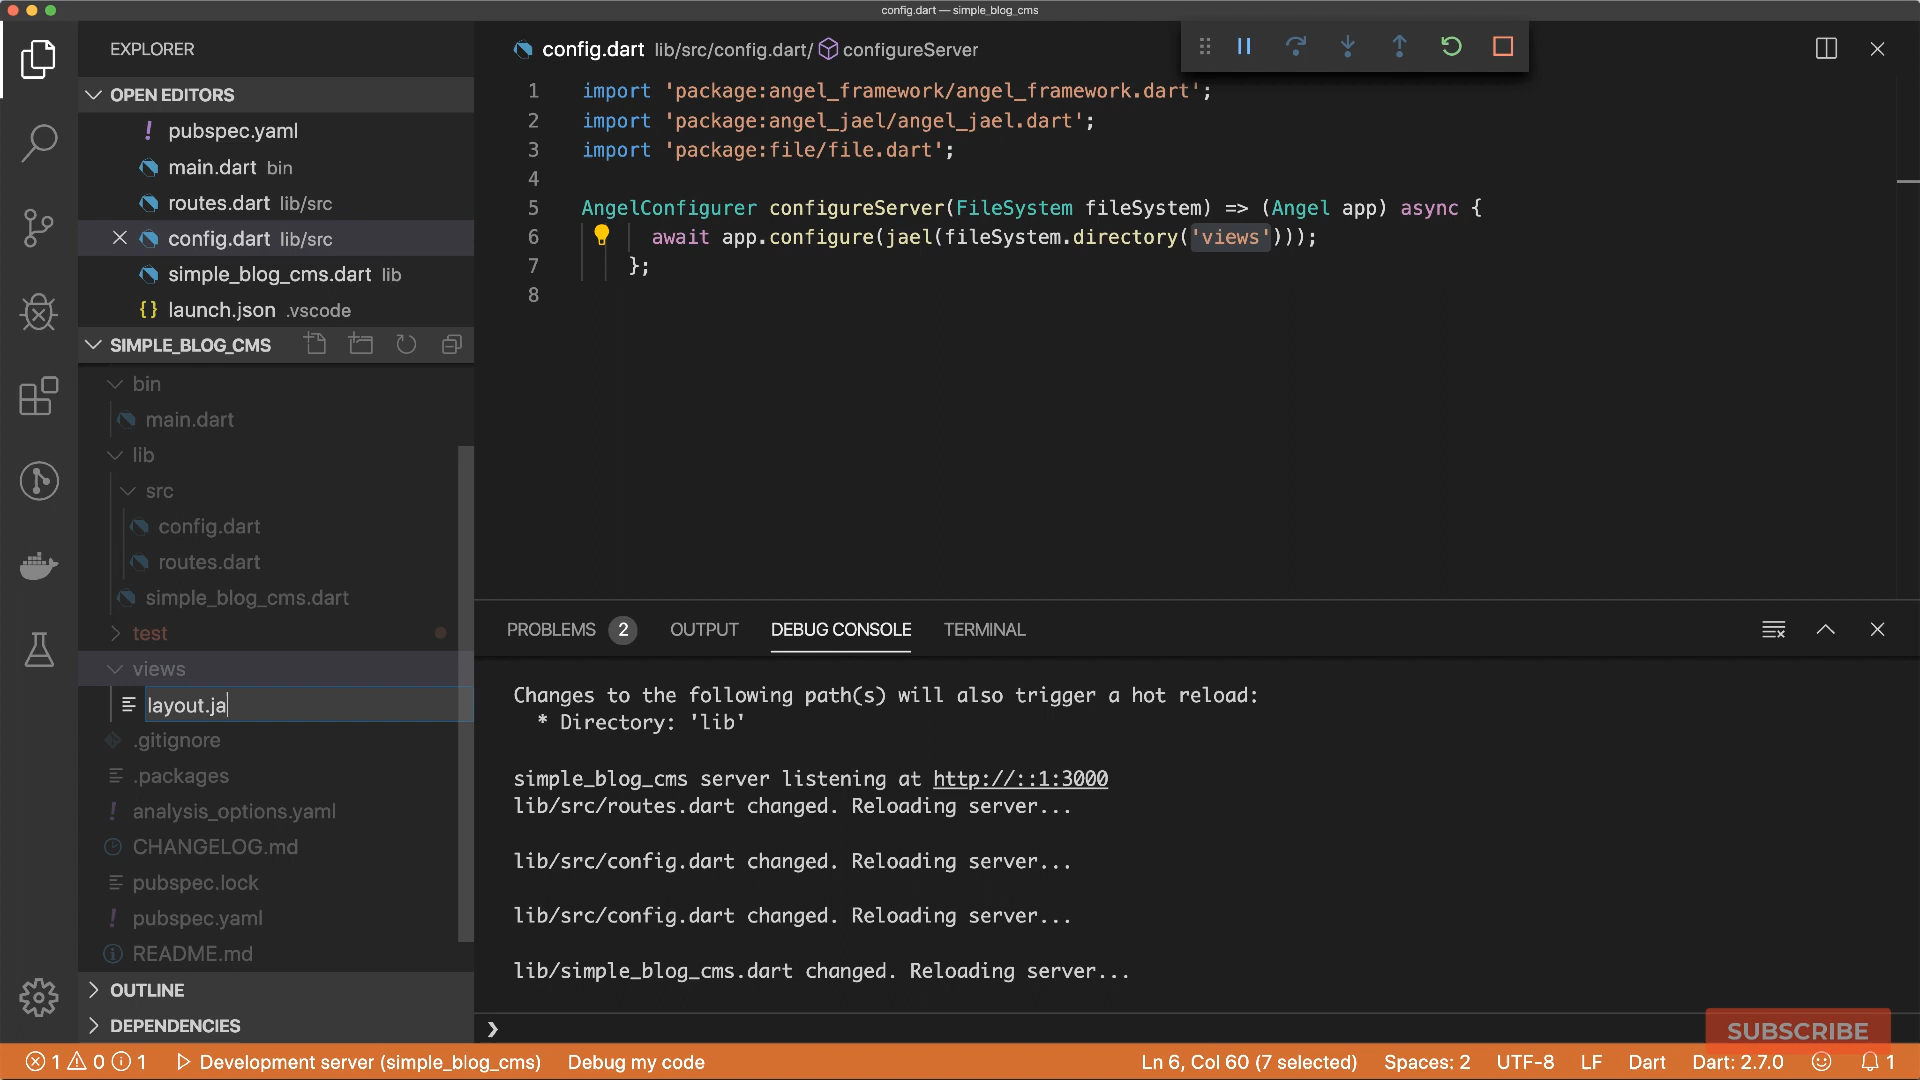 config.dart — simple_blog_cms
EXPLORER
OPEN EDITORS
! pubspec.yaml
main.dart bin
routes.dart lib/src
config.dart lib/src
simple_blog_cms.dart lib
{} launch.json .vscode
SIMPLE_BLOG_CMS
bin
main.dart
lib
src
config.dart
routes.dart
simple_blog_cms.dart
test
views
layout.ja
.gitignore
.packages
! analysis_options.yaml
CHANGELOG.md
pubspec.lock
! pubspec.yaml
README.md
OUTLINE
DEPENDENCIES
config.dart lib/src/config.dart/ configureServer
1 import 'package:angel_framework/angel_framework.dart';
2 import 'package:angel_jael/angel_jael.dart';
3 import 'package:file/file.dart';
4
5 AngelConfigurer configureServer(FileSystem fileSystem) => (Angel app) async {
6 await app.configure(jael(fileSystem.directory('views')));
7 };
8
PROBLEMS 2 OUTPUT DEBUG CONSOLE TERMINAL
Changes to the following path(s) will also trigger a hot reload:
* Directory: 'lib'
simple_blog_cms server listening at http://::1:3000
lib/src/routes.dart changed. Reloading server...
lib/src/config.dart changed. Reloading server...
lib/src/config.dart changed. Reloading server...
lib/simple_blog_cms.dart changed. Reloading server...
SUBSCRIBE
1 0 1 Development server (simple_blog_cms) Debug my code Ln 6, Col 60 (7 selected) Spaces: 2 UTF-8 LF Dart Dart: 2.7.0 1